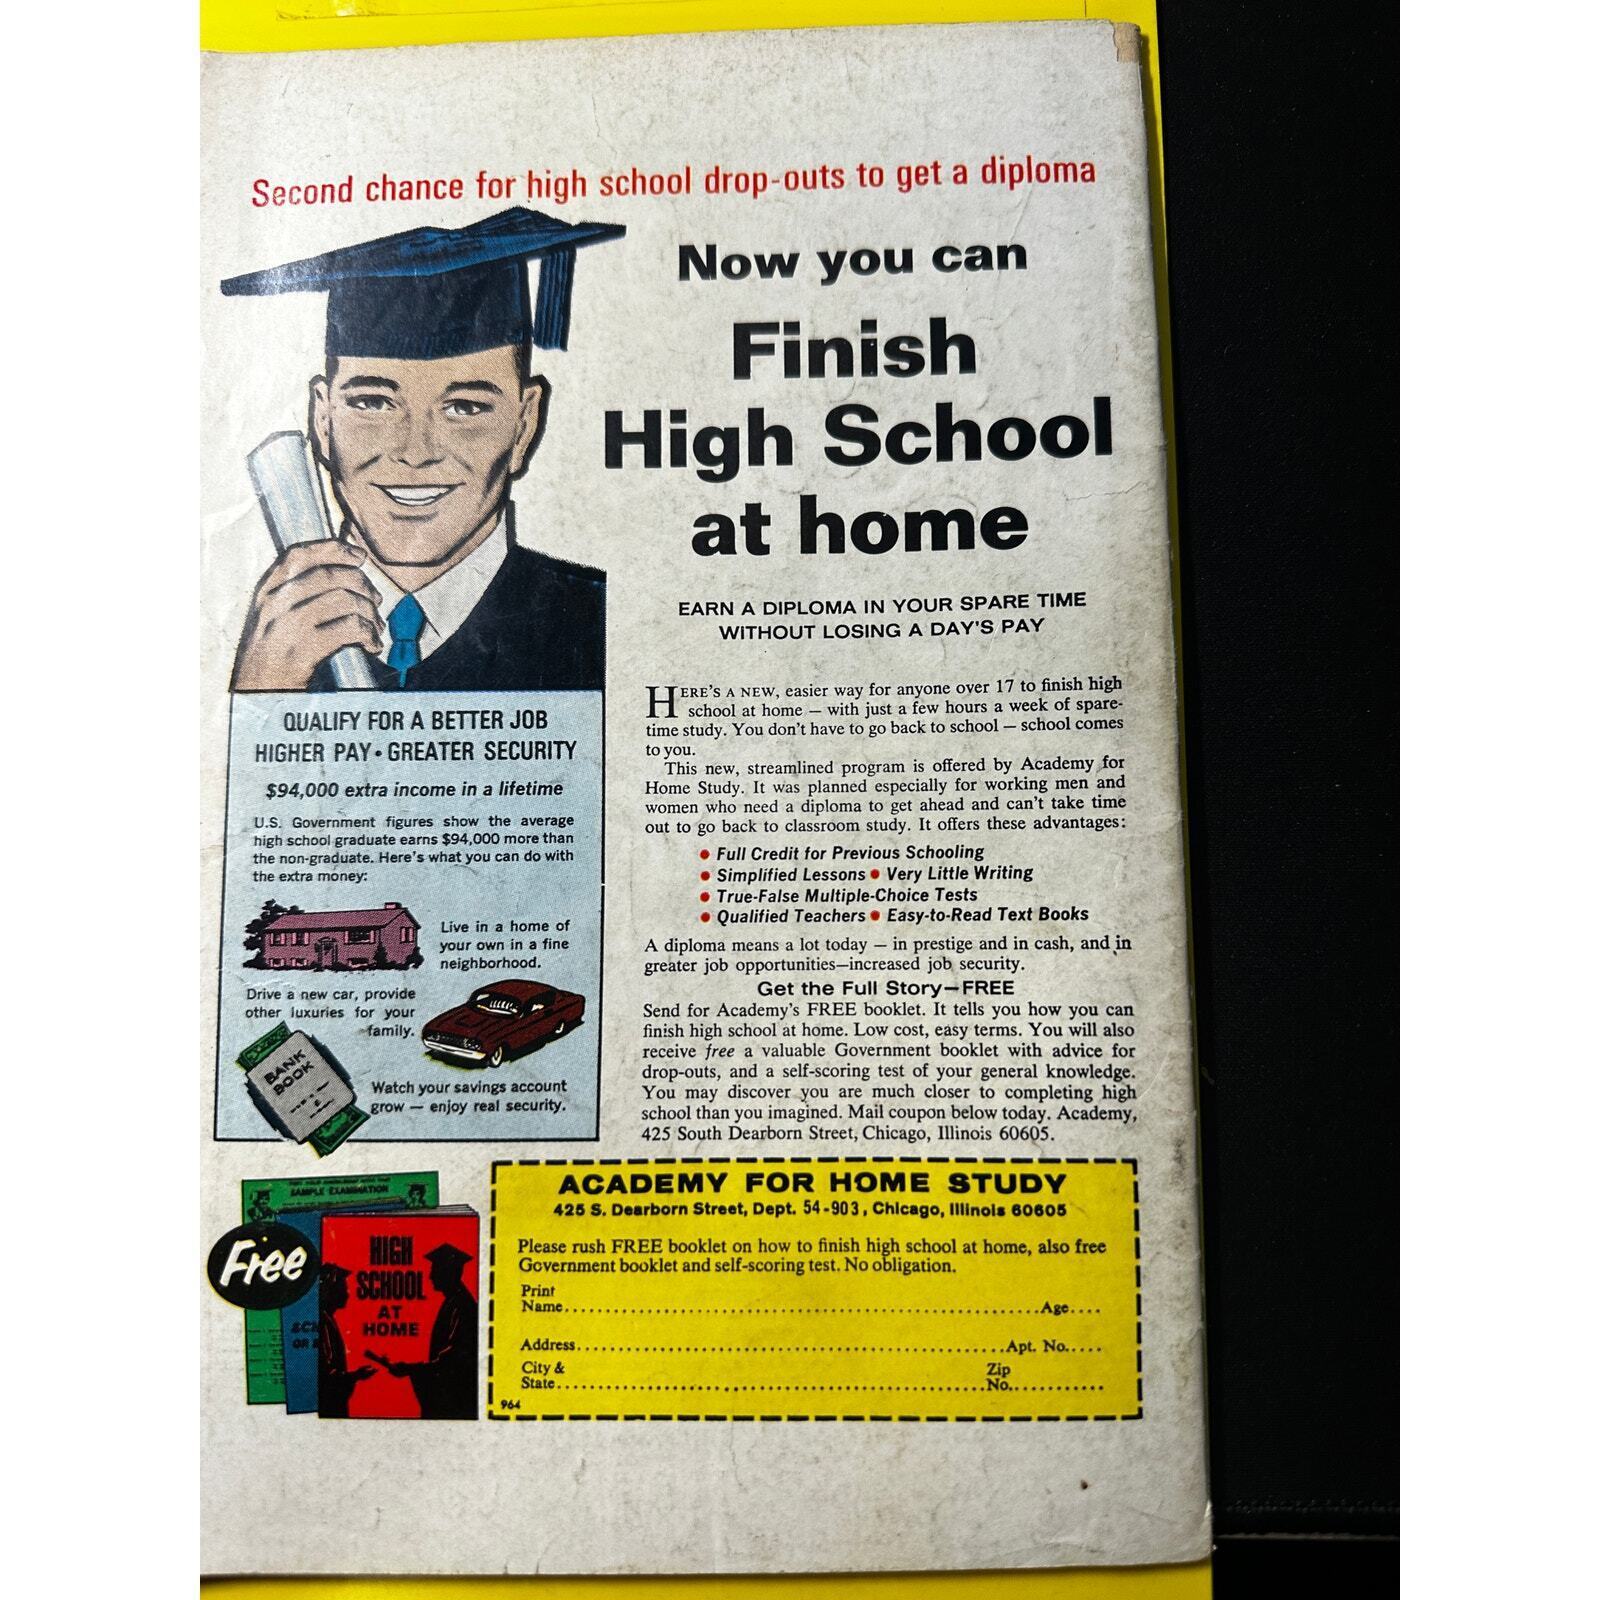 Second chance for high school drop-outs to get a diploma
Now you can
Finish
High School
at home
EARN A DIPLOMA IN YOUR SPARE TIME
WITHOUT LOSING A DAY'S PAY
QUALIFY FOR A BETTER JOB
HIGHER PAY • GREATER SECURITY
$94,000 extra income in a lifetime
U.S. Government figures show the average
high school graduate earns $94,000 more than
the non-graduate. Here's what you can do with
the extra money:
Live in a home of
your own in a fine
neighborhood.
Drive a new car, provide
other luxuries for your
family.
BANK
BOOK
Watch your savings account
grow — enjoy real security.
HERE'S A NEW, easier way for anyone over 17 to finish high
school at home — with just a few hours a week of spare-
time study. You don't have to go back to school — school comes
to you.
This new, streamlined program is offered by Academy for
Home Study. It was planned especially for working men and
women who need a diploma to get ahead and can't take time
out to go back to classroom study. It offers these advantages:
• Full Credit for Previous Schooling
• Simplified Lessons • Very Little Writing
• True-False Multiple-Choice Tests
• Qualified Teachers • Easy-to-Read Text Books
A diploma means a lot today — in prestige and in cash, and in
greater job opportunities—increased job security.
Get the Full Story—FREE
Send for Academy's FREE booklet. It tells you how you can
finish high school at home. Low cost, easy terms. You will also
receive free a valuable Government booklet with advice for
drop-outs, and a self-scoring test of your general knowledge.
You may discover you are much closer to completing high
school than you imagined. Mail coupon below today. Academy,
425 South Dearborn Street, Chicago, Illinois 60605.
SAMPLE EXAMINATION
Free
HIGH
SCHOOL
AT
HOME
ACADEMY FOR HOME STUDY
425 S. Dearborn Street, Dept. 54-903, Chicago, Illinois 60605
Please rush FREE booklet on how to finish high school at home, also free
Government booklet and self-scoring test. No obligation.
Print
Name Age
Address Apt. No.
City & Zip
State No.
964